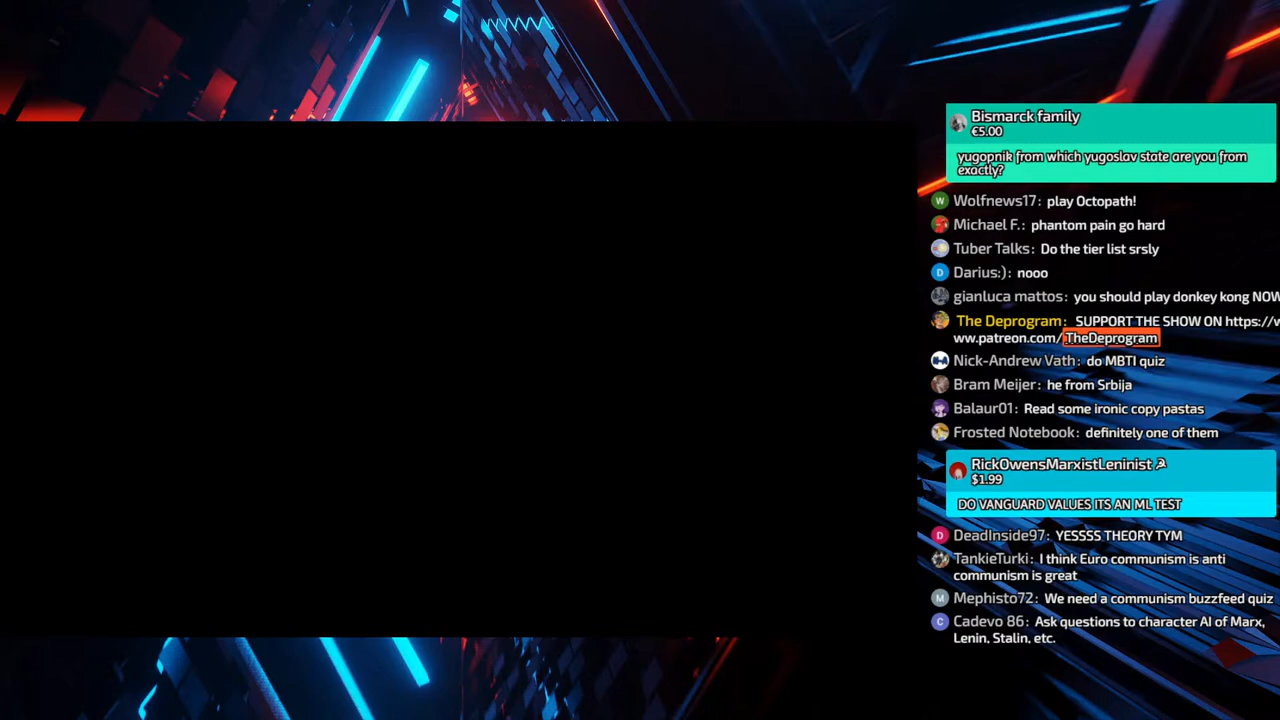 Bismarck family
€5.00
yugopnik from which yugoslav state are you from
exactly?
Wolfnews17: play Octopath!
Michael F.: phantom pain go hard
Tuber Talks: Do the tier list srsly
Darius:): nooo
gianluca mattos: you should play donkey kong NOW
The Deprogram: SUPPORT THE SHOW ON https://w
ww.patreon.com/TheDeprogram
Nick-Andrew Vath: do MBTI quiz
Bram Meijer: he from Srbija
Balaur01: Read some ironic copy pastas
Frosted Notebook: definitely one of them
RickOwensMarxistLeninist ☭
$1.99
DO VANGUARD VALUES ITS AN ML TEST
DeadInside97: YESSSS THEORY TYM
TankieTurki: I think Euro communism is anti
communism is great
M
Mephisto72: We need a communism buzzfeed quiz
C
Cadevo 86: Ask questions to character AI of Marx,
Lenin, Stalin, etc.